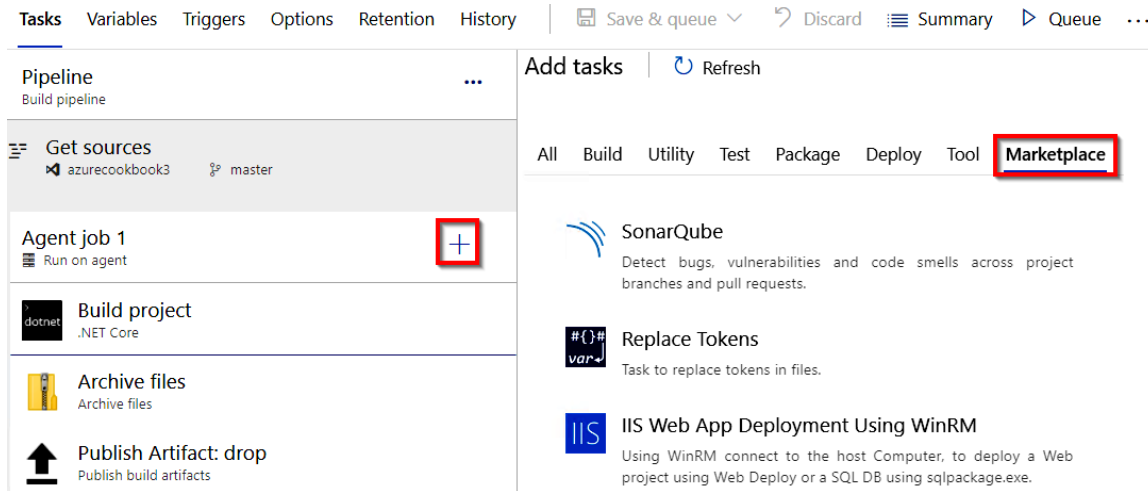 Tasks Variables Triggers Options Retention History Save & queue Discard Summary Queue ...
Pipeline
Build pipeline
...
Get sources
azurecookbook3 master
Agent job 1
Run on agent
Build project
.NET Core
dotnet
Archive files
Archive files
Publish Artifact: drop
Publish build artifacts
Add tasks Refresh
All Build Utility Test Package Deploy Tool Marketplace
SonarQube
Detect bugs, vulnerabilities and code smells across project
branches and pull requests.
#{}#
var
Replace Tokens
Task to replace tokens in files.
IIS
IIS Web App Deployment Using WinRM
Using WinRM connect to the host Computer, to deploy a Web
project using Web Deploy or a SQL DB using sqlpackage.exe.